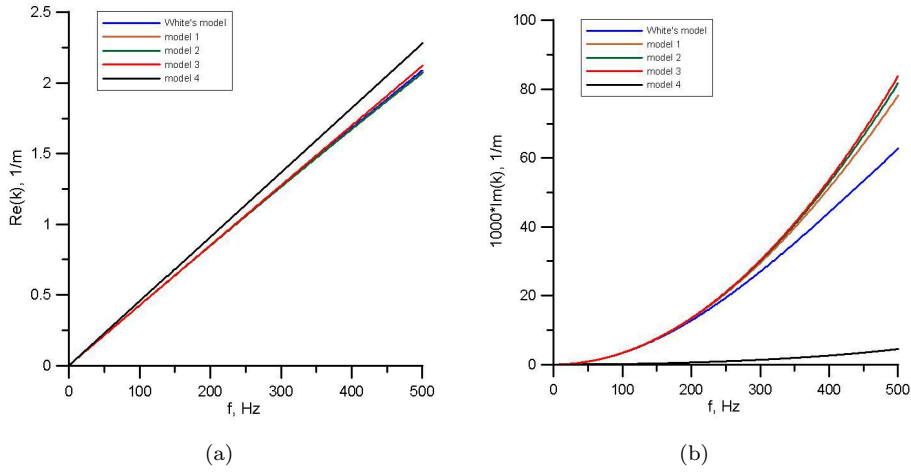 White's model
model 1
model 2
model 3
model 4
2.5
2
1.5
1
0.5
0
Re(k), 1/m
0 100 200 300 400 500
f, Hz
(a)
White's model
model 1
model 2
model 3
model 4
100
80
60
40
20
0
1000*Im(k), 1/m
0 100 200 300 400 500
f, Hz
(b)